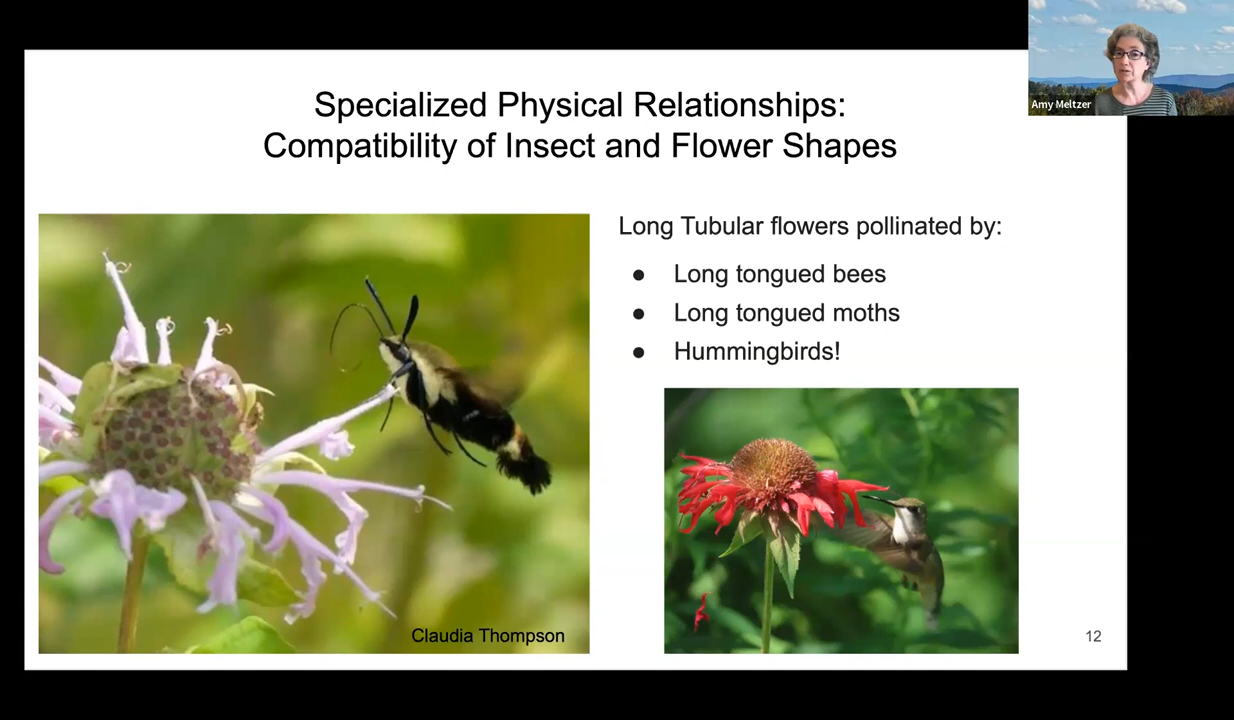 Amy Meltzer
Specialized Physical Relationships:
Compatibility of Insect and Flower Shapes
Long Tubular flowers pollinated by:
● Long tongued bees
● Long tongued moths
● Hummingbirds!
Claudia Thompson
12